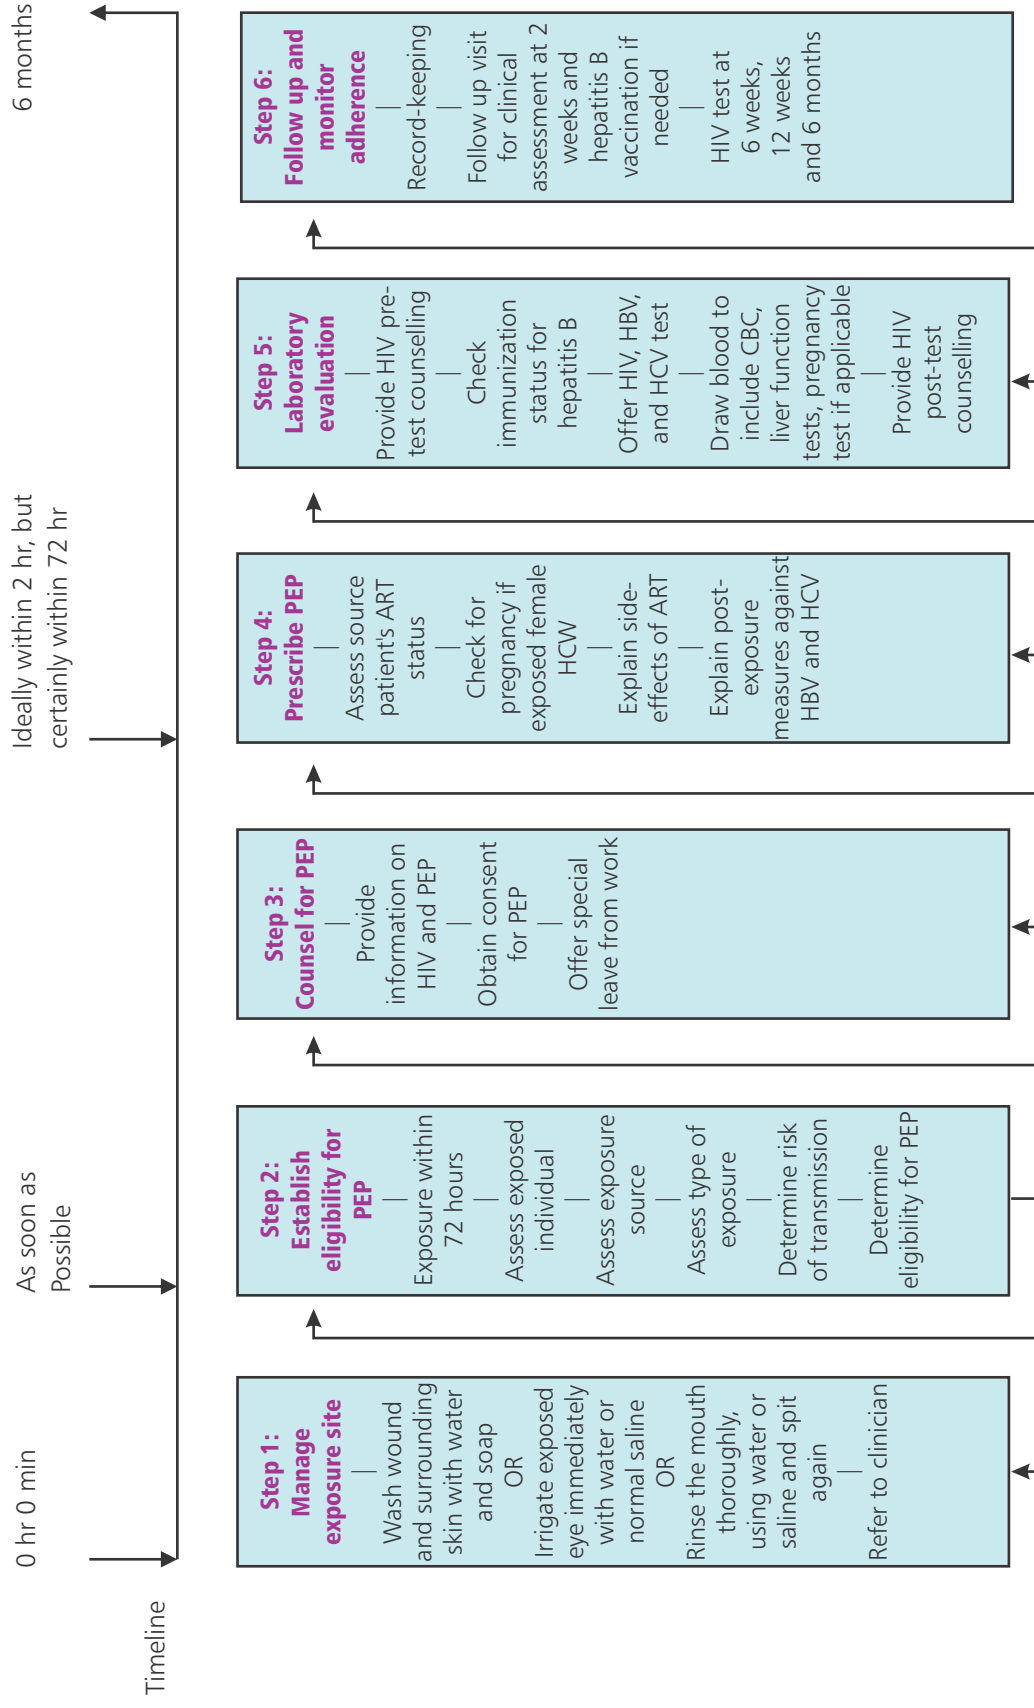 Timeline
0 hr 0 min
As soon as
Possible
Ideally within 2 hr, but
certainly within 72 hr
6 months
Step 1:
Manage
exposure site
Wash wound
and surrounding
skin with water
and soap
OR
Irrigate exposed
eye immediately
with water or
normal saline
OR
Rinse the mouth
thoroughly,
using water or
saline and spit
again
Refer to clinician
Step 2:
Establish
eligibility for
PEP
Exposure within
72 hours
Assess exposed
individual
Assess exposure
source
Assess type of
exposure
Determine risk
of transmission
Determine
eligibility for PEP
Step 3:
Counsel for PEP
Provide
information on
HIV and PEP
Obtain consent
for PEP
Offer special
leave from work
Step 4:
Prescribe PEP
Assess source
patient's ART
status
Check for
pregnancy if
exposed female
HCW
Explain side-
effects of ART
Explain post-
exposure
measures against
HBV and HCV
Step 5:
Laboratory
evaluation
Provide HIV pre-
test counselling
Check
immunization
status for
hepatitis B
Offer HIV, HBV,
and HCV test
Draw blood to
include CBC,
liver function
tests, pregnancy
test if applicable
Provide HIV
post-test
counselling
Step 6:
Follow up and
monitor
adherence
Record-keeping
Follow up visit
for clinical
assessment at 2
weeks and
hepatitis B
vaccination if
needed
HIV test at
6 weeks,
12 weeks
and 6 months